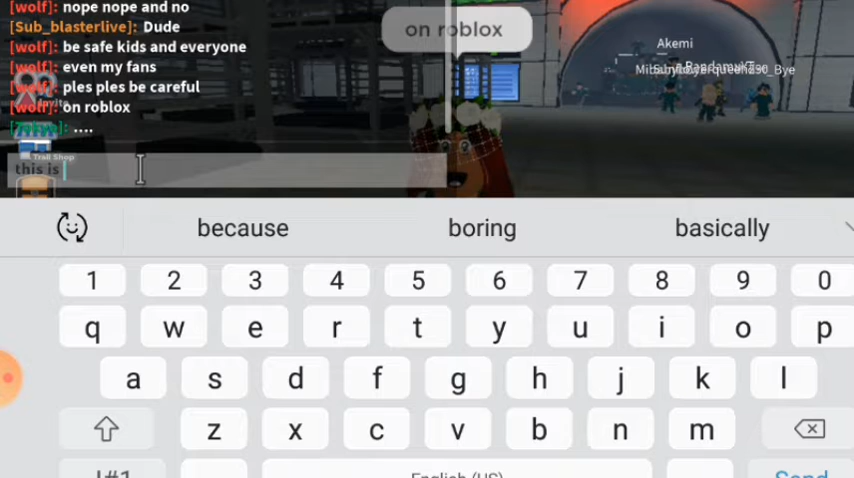 [wolf]: nope nope and no
[Sub_blasterlive]: Dude
[wolf]: be safe kids and everyone
[wolf]: even my fans
[wolf]: ples ples be careful
[wolf]: on roblox
....
on roblox
Akemi
Trail Shop
this is
because
boring
basically
1 2 3 4 5 6 7 8 9 0
q w e r t y u i o p
a s d f g h j k l
z x c v b n m
!#1
English (US)
Send